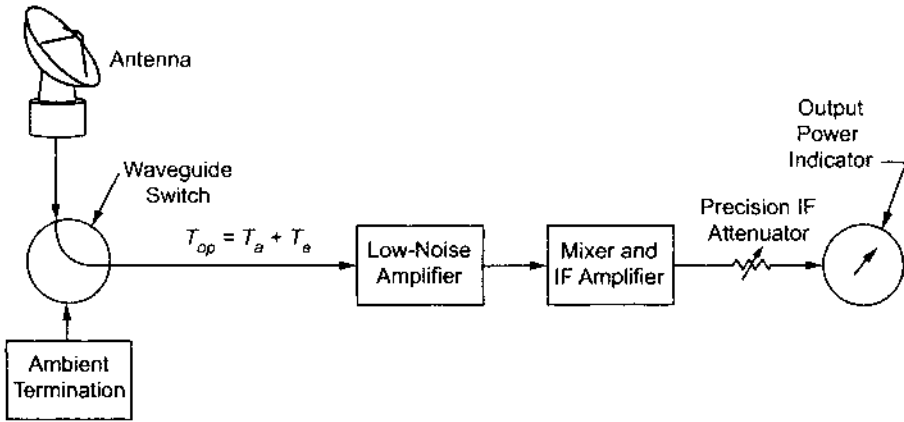 Antenna
Output
Power
Indicator
Waveguide
Switch
Precision IF
Attenuator
T_op = T_a + T_e
Low-Noise
Amplifier
Mixer and
IF Amplifier
Ambient
Termination